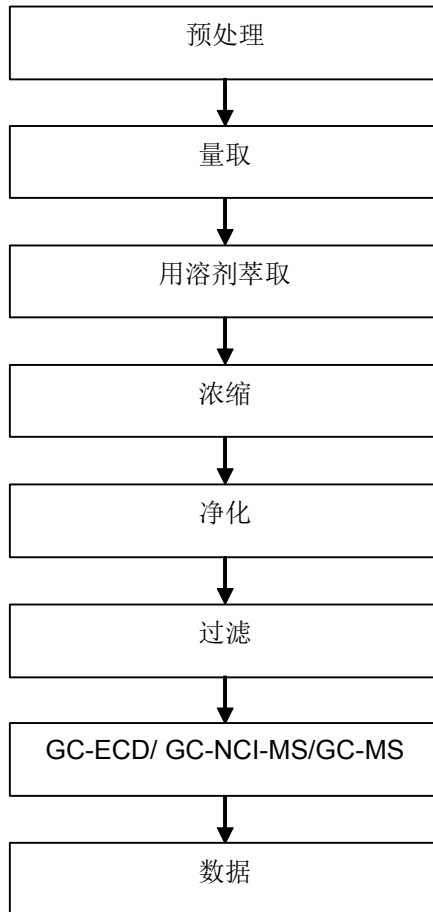 预处理
量取
用溶剂萃取
浓缩
净化
过滤
GC-ECD/ GC-NCI-MS/GC-MS
数据